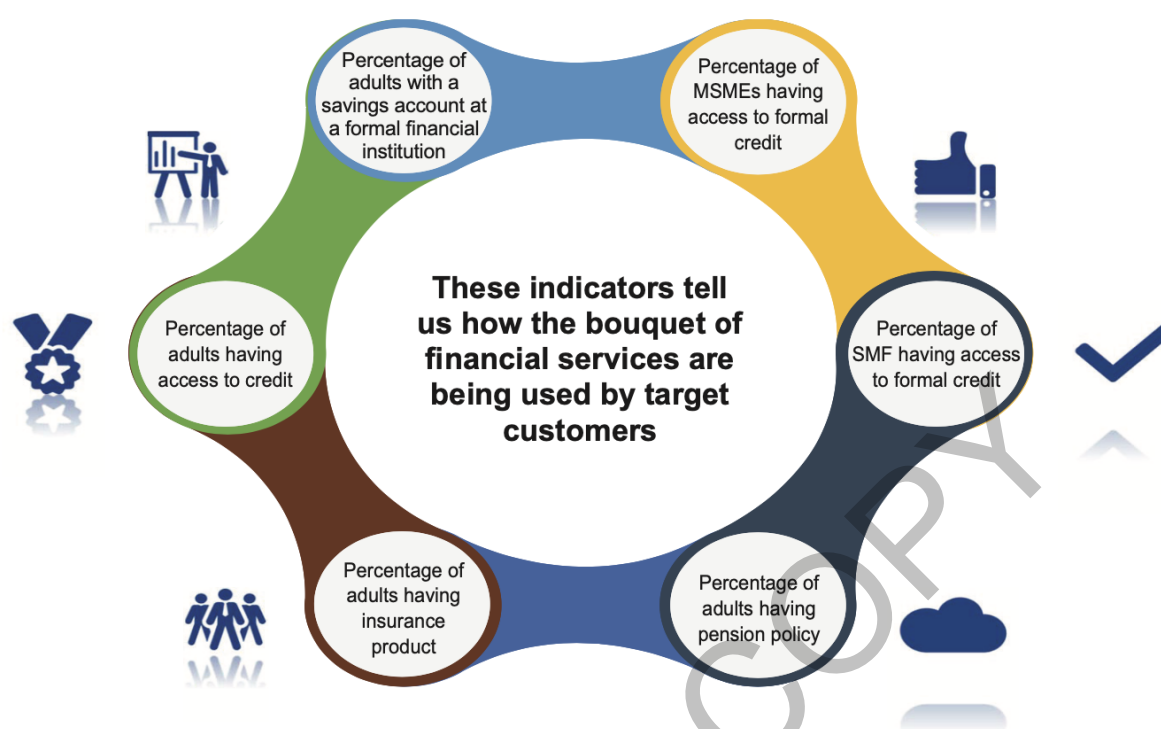 Percentage of
adults with a
savings account at
a formal financial
institution
Percentage of
MSMEs having
access to formal
credit
These indicators tell
us how the bouquet of
financial services are
being used by target
customers
Percentage of
adults having
access to credit
Percentage of
SMF having access
to formal credit
Percentage of
adults having
insurance
product
Percentage of
adults having
pension policy
COPY